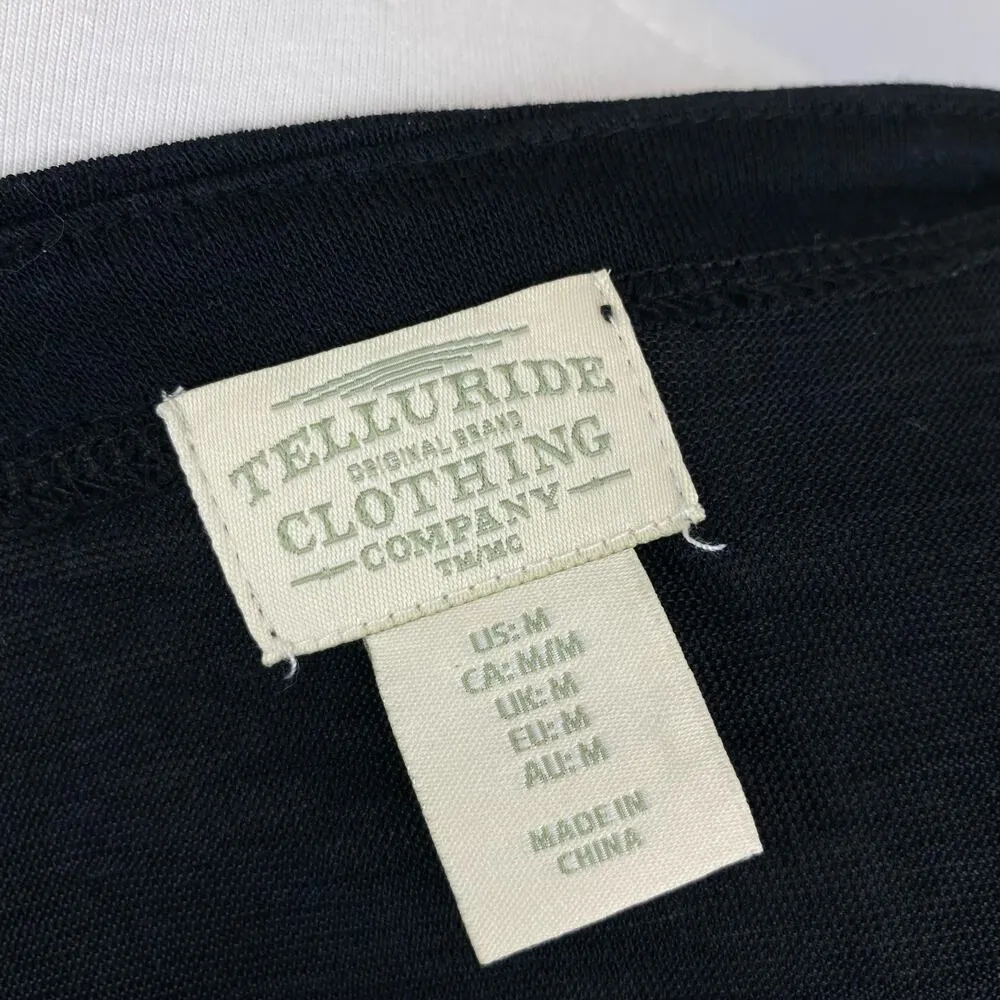 TELLURIDE
ORIGINAL BRAND
CLOTHING
COMPANY
TM/MC
US: M
CA: M/M
UK: M
EU: M
AU: M
MADE IN
CHINA